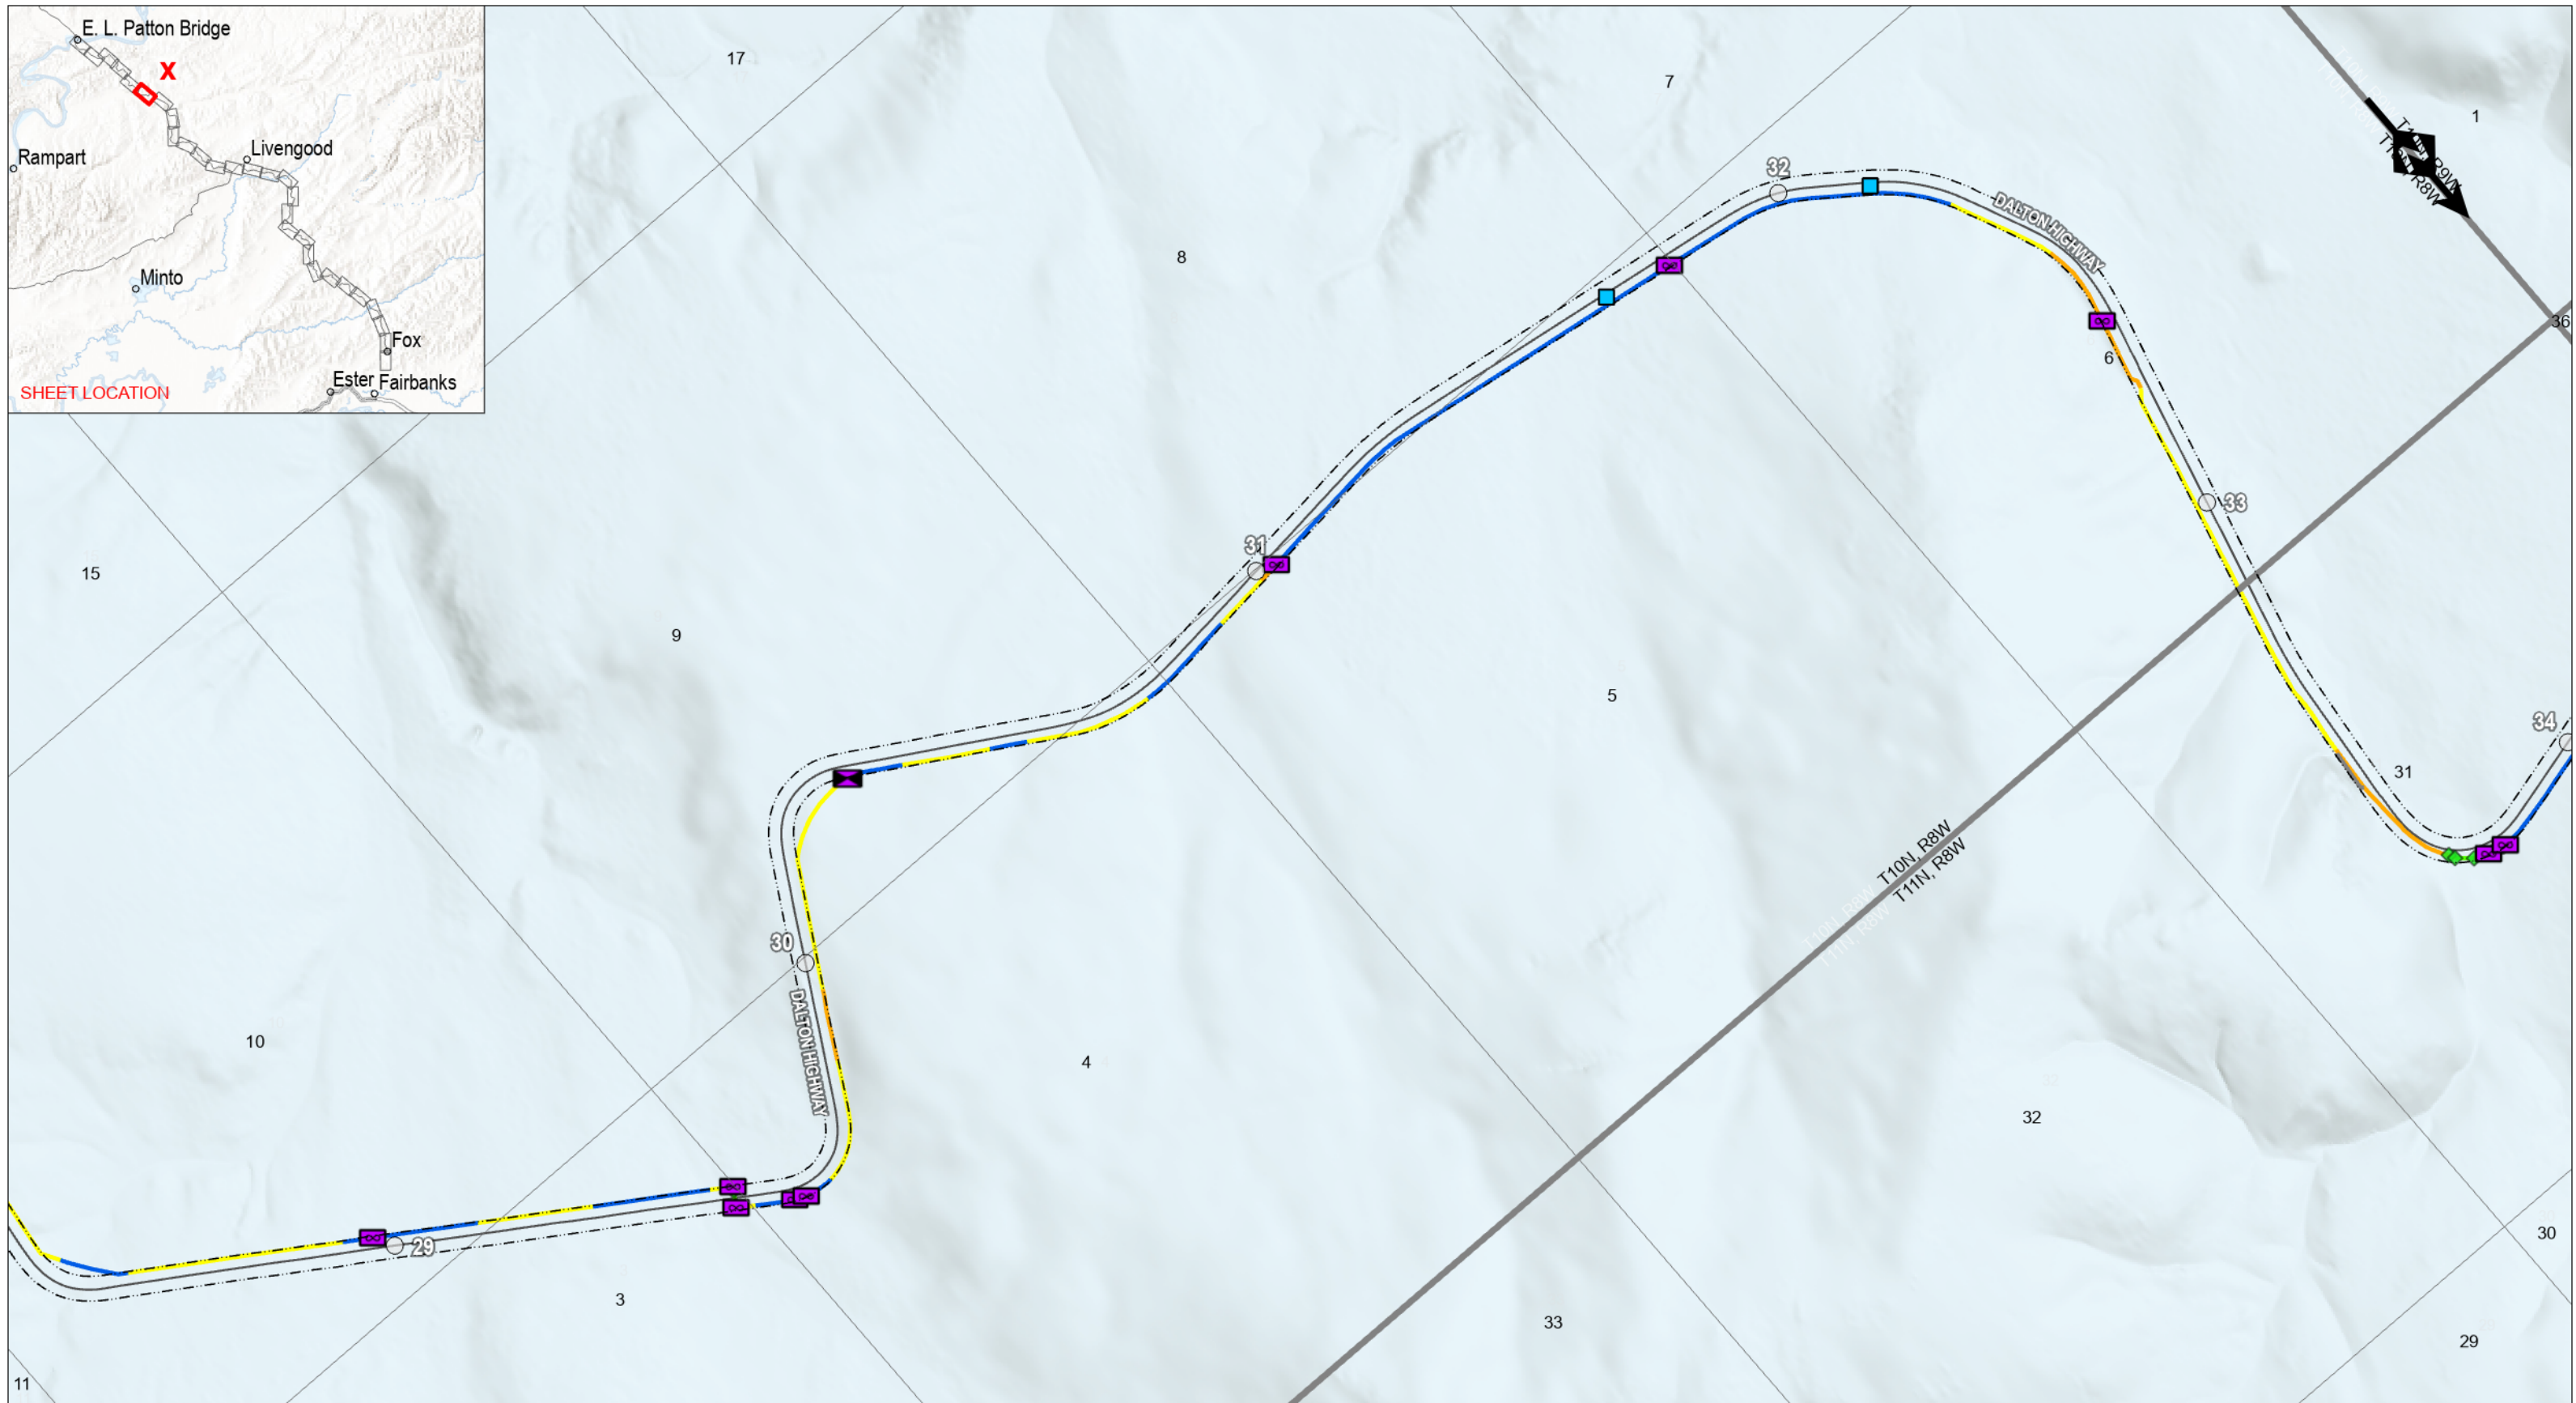 E. L. Patton Bridge
X
Rampart
Livengood
Minto
Fox
Ester
Fairbanks
SHEET LOCATION
17
7
1
32
DALTON HIGHWAY
8
36
6
33
31
15
9
5
34
31
T10N, R8W
T11N, R8W
30
DALTON HIGHWAY
10
4
32
29
3
33
30
29
11